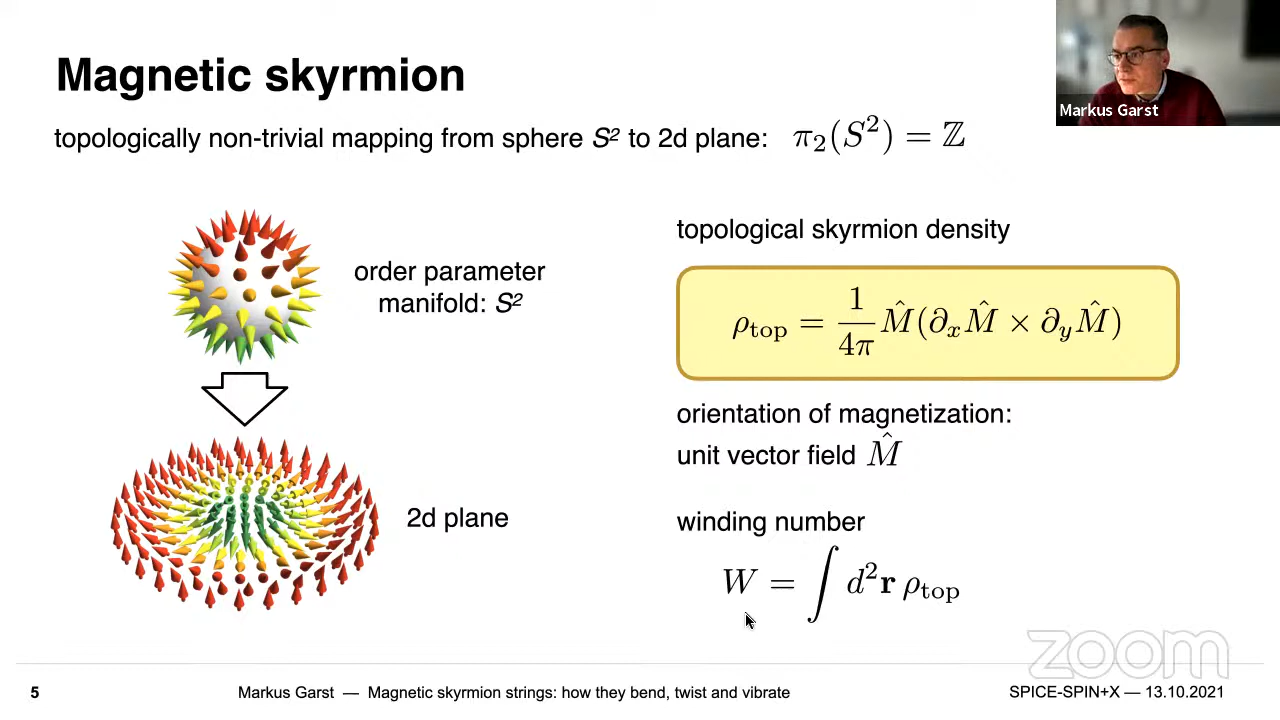 Magnetic skyrmion
Markus Garst
topologically non-trivial mapping from sphere S² to 2d plane: π₂(S²) = ℤ
order parameter
manifold: S²
2d plane
topological skyrmion density
ρ_top = 1/4π M̂(∂ₓM̂ × ∂_yM̂)
orientation of magnetization:
unit vector field M̂
winding number
W = ∫ d²r ρ_top
zoom
5
Markus Garst — Magnetic skyrmion strings: how they bend, twist and vibrate
SPICE-SPIN+X — 13.10.2021